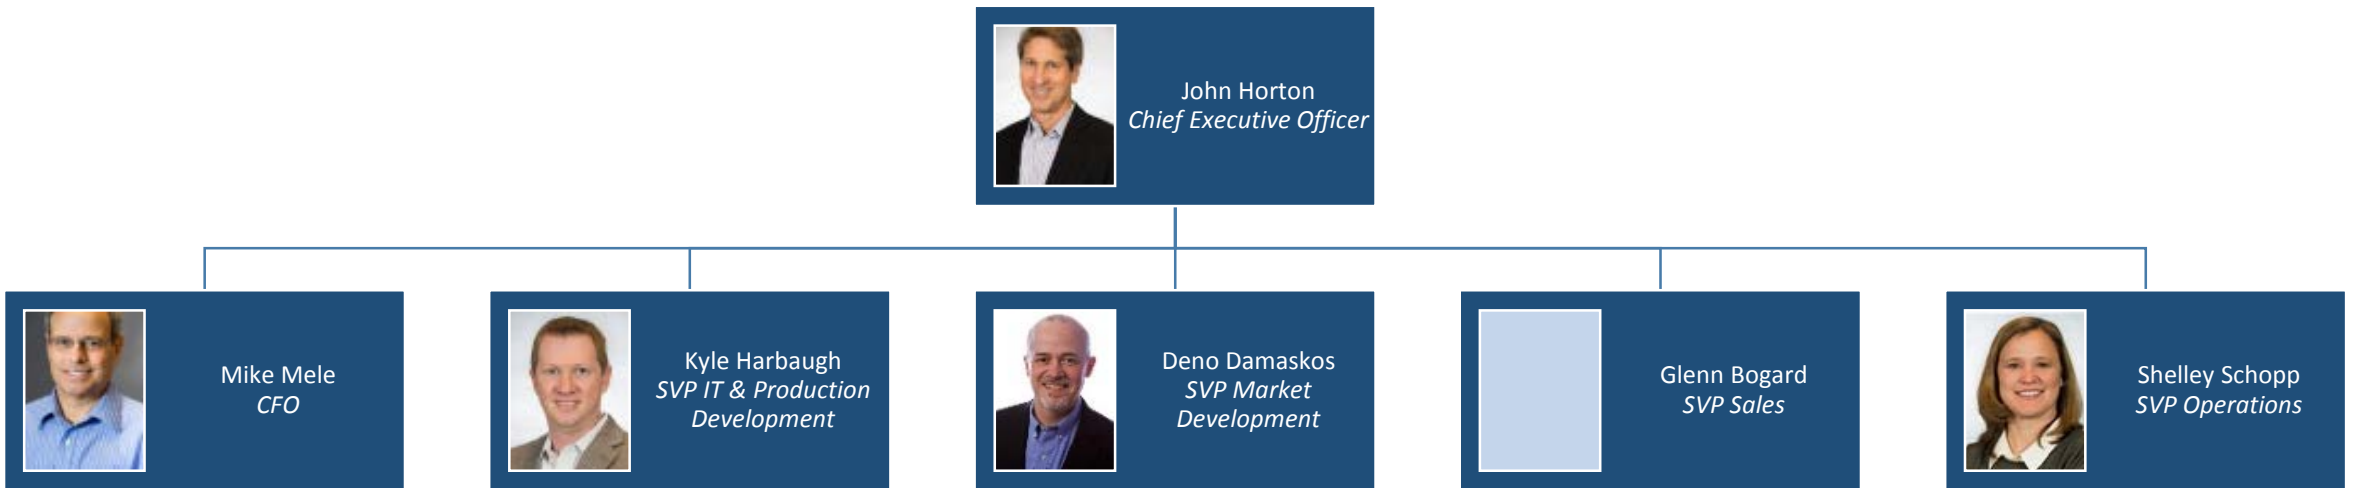 John Horton
Chief Executive Officer
Mike Mele
CFO
Kyle Harbaugh
SVP IT & Production
Development
Deno Damaskos
SVP Market
Development
Glenn Bogard
SVP Sales
Shelley Schopp
SVP Operations